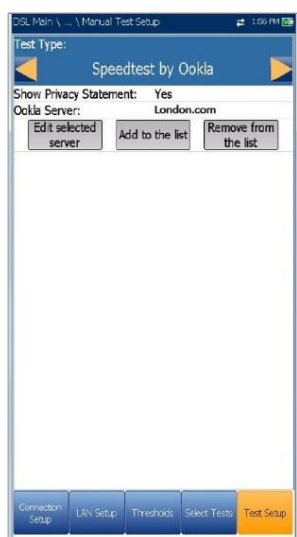 DSL Main \ ... \ Manual Test Setup 1:56 PM
Test Type:
Speedtest by Ookla
Show Privacy Statement: Yes
Ookla Server: London.com
Edit selected
server
Add to the list
Remove from
the list
Connection
Setup
LAN Setup
Thresholds
Select Tests
Test Setup